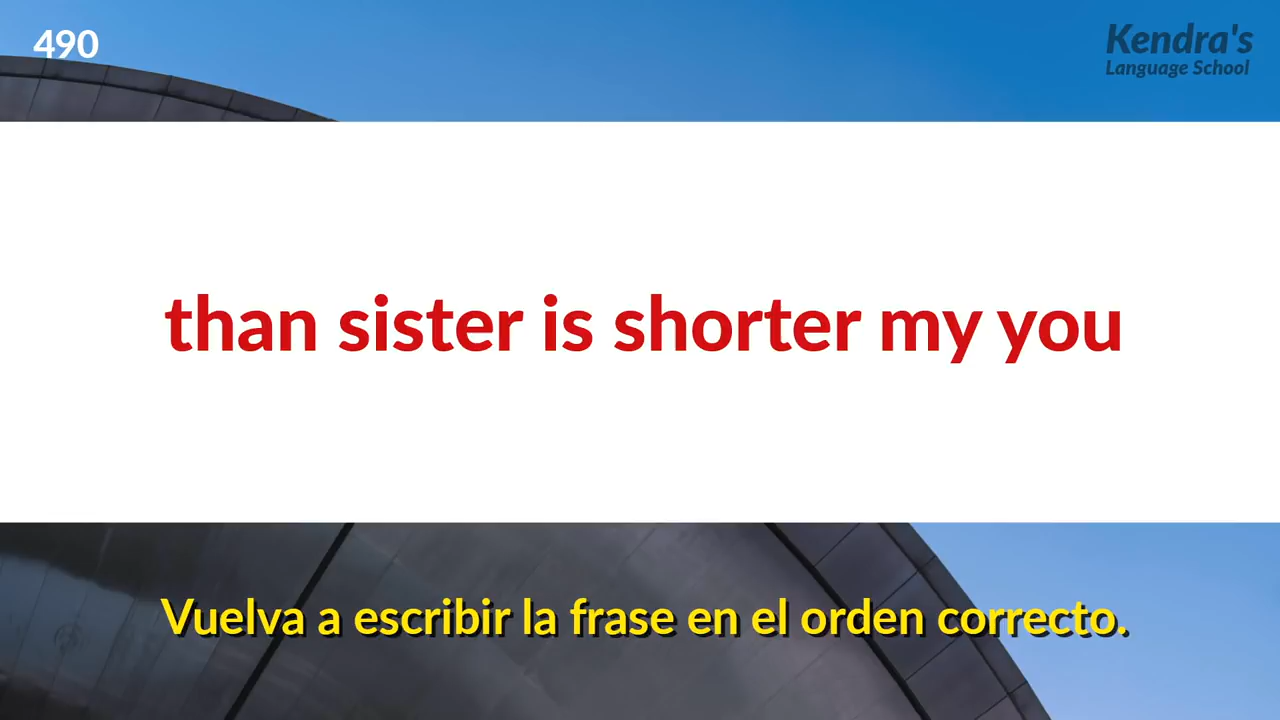 490
Kendra's
Language School
than sister is shorter my you
Vuelva a escribir la frase en el orden correcto.